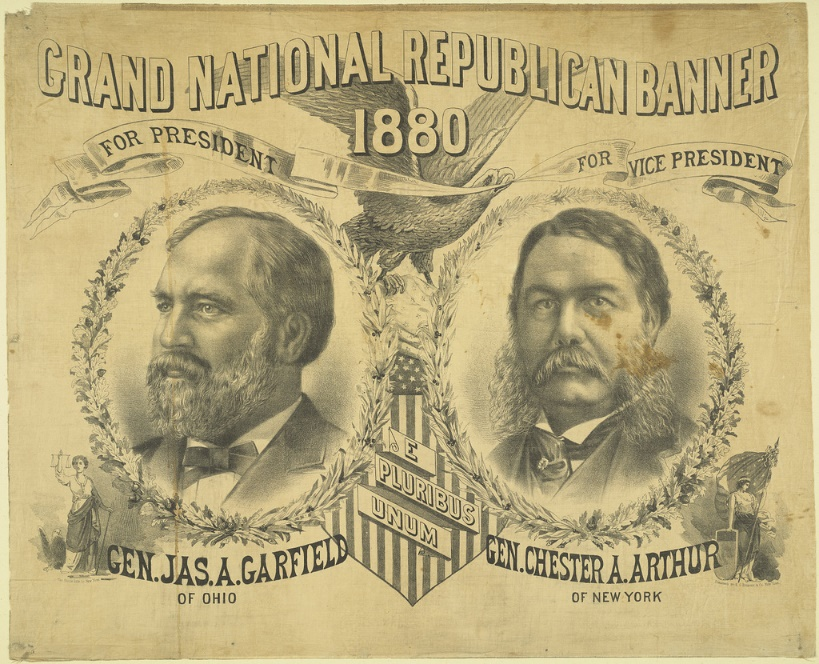 GRAND NATIONAL REPUBLICAN BANNER
1880
FOR PRESIDENT
FOR VICE PRESIDENT
E
PLURIBUS
UNUM
GEN. JAS. A. GARFIELD
OF OHIO
GEN. CHESTER A. ARTHUR
OF NEW YORK